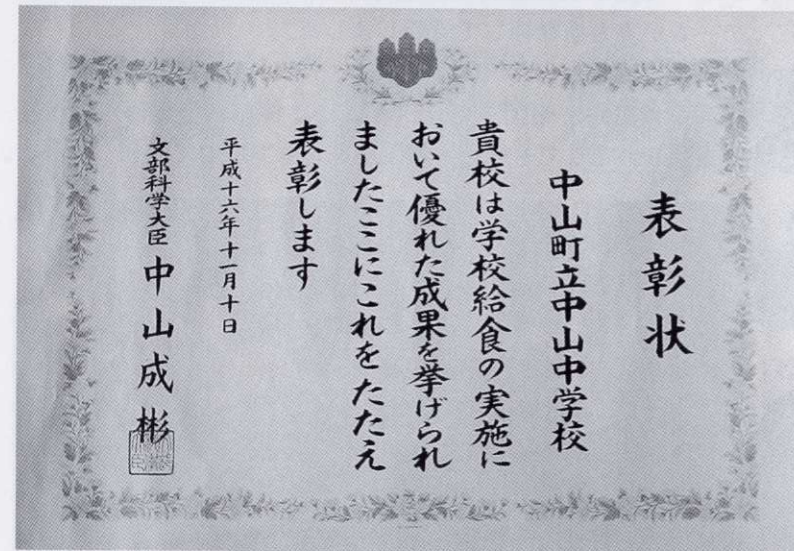 表彰状
中山町立中山中学校
貴校は学校給食の実施に
おいて優れた成果を挙げられ
ましたここにこれをたたえ
表彰します
平成十六年十一月十日
文部科学大臣 中山成彬